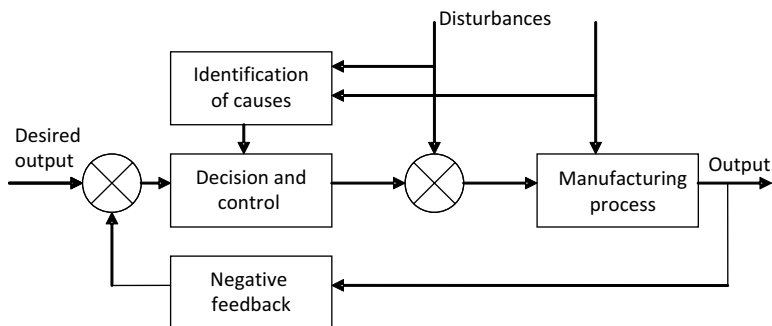 Disturbances
Identification
of causes
Desired
output
Decision and
control
Manufacturing
process
Output
Negative
feedback